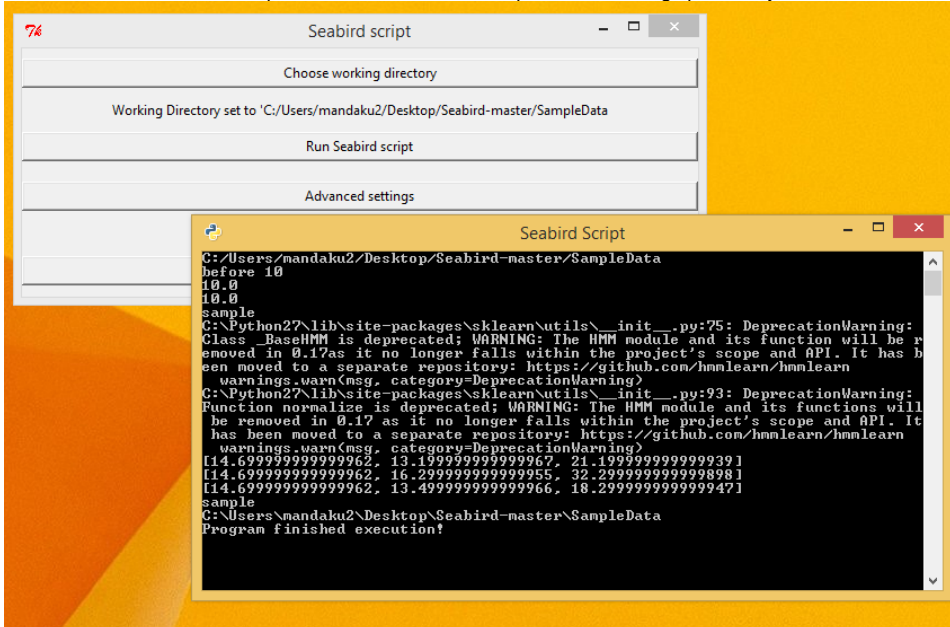 Seabird script
Choose working directory
Working Directory set to 'C:/Users/mandaku2/Desktop/Seabird-master/SampleData
Run Seabird script
Advanced settings
Seabird Script
C:/Users/mandaku2/Desktop/Seabird-master/SampleData
before 10
10.0
10.0
sample
C:\Python27\lib\site-packages\sklearn\utils\__init__.py:75: DeprecationWarning:
Class _BaseHMM is deprecated; WARNING: The HMM module and its function will be r
emoved in 0.17as it no longer falls within the project's scope and API. It has b
een moved to a separate repository: https://github.com/hmmlearn/hmmlearn
warnings.warn(msg, category=DeprecationWarning)
C:\Python27\lib\site-packages\sklearn\utils\__init__.py:93: DeprecationWarning:
Function normalize is deprecated; WARNING: The HMM module and its functions will
be removed in 0.17 as it no longer falls within the project's scope and API. It
has been moved to a separate repository: https://github.com/hmmlearn/hmmlearn
warnings.warn(msg, category=DeprecationWarning)
[14.699999999999962, 13.199999999999967, 21.199999999999939]
[14.699999999999962, 16.299999999999955, 32.299999999999898]
[14.699999999999962, 13.499999999999966, 18.299999999999947]
sample
C:\Users\mandaku2\Desktop\Seabird-master\SampleData
Program finished execution!